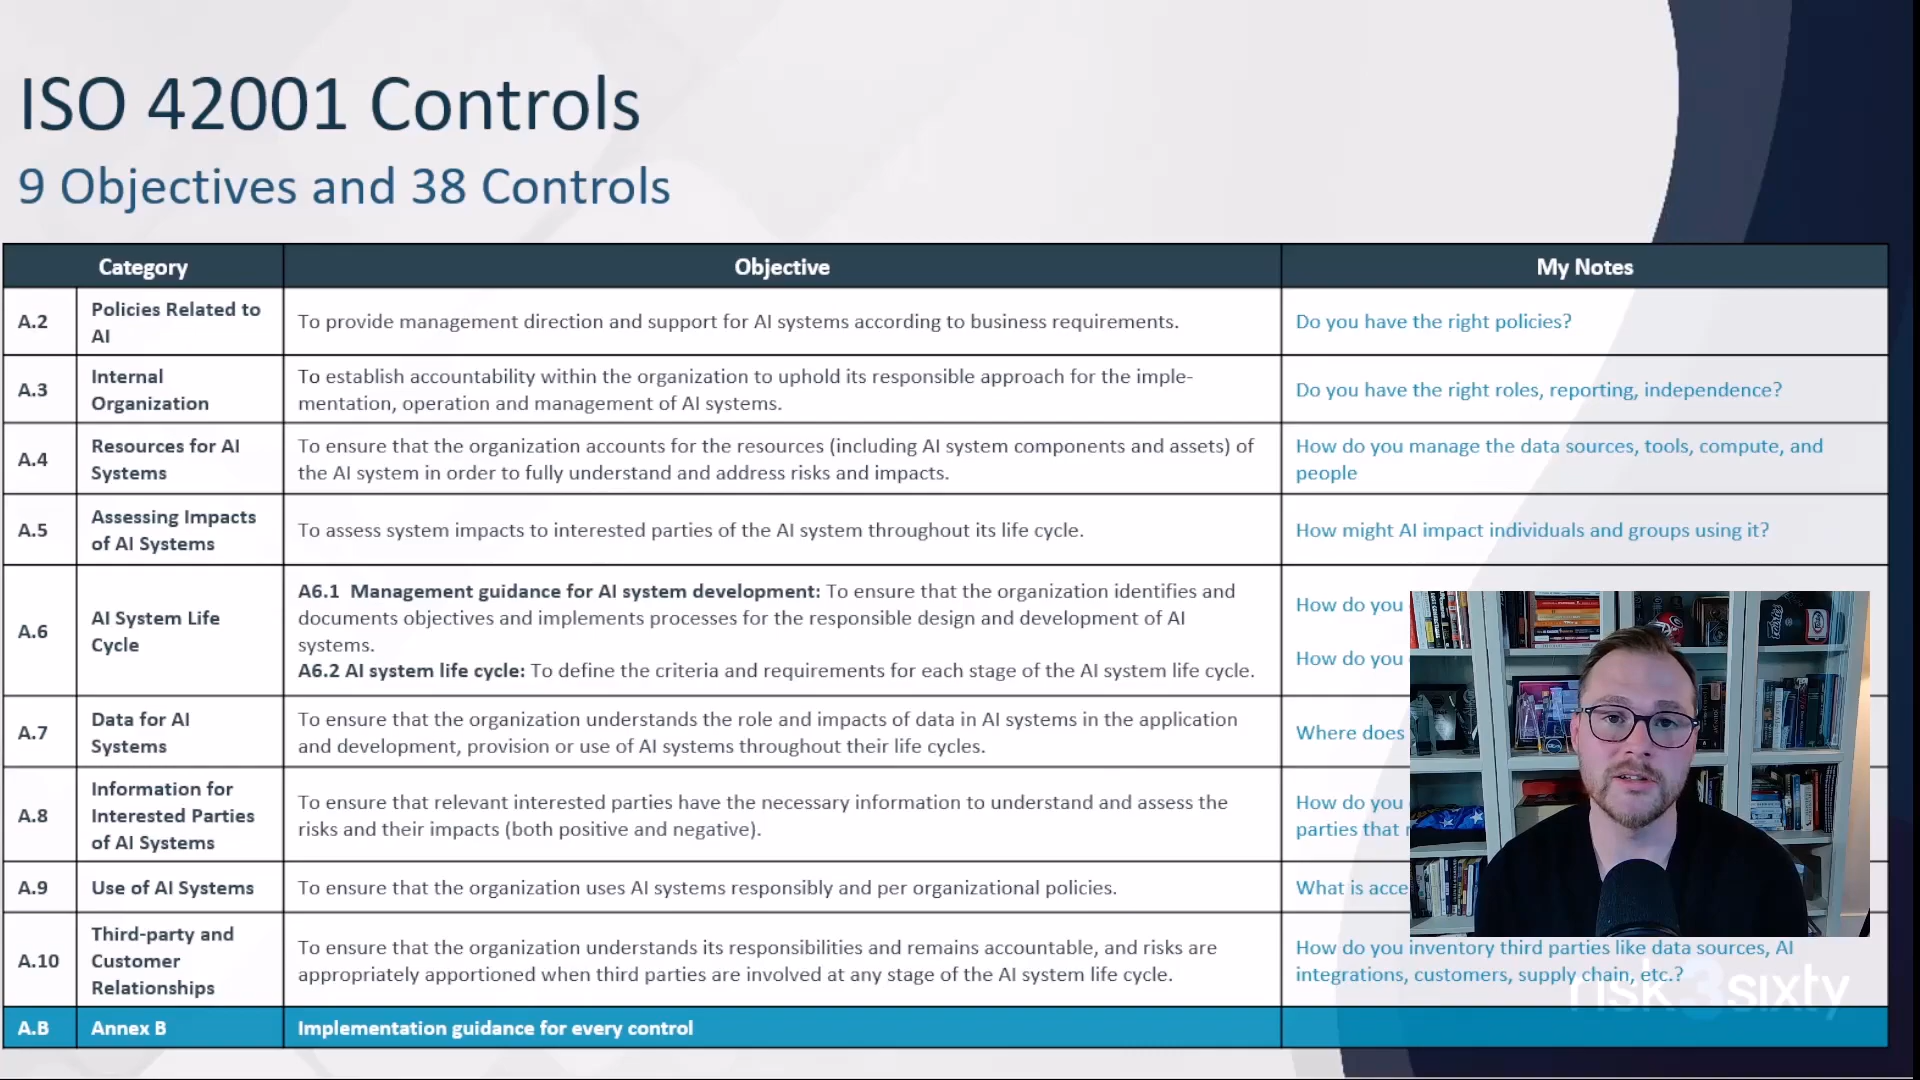 ISO 42001 Controls
9 Objectives and 38 Controls
Category
Objective
My Notes
A.2
Policies Related to
AI
To provide management direction and support for AI systems according to business requirements.
Do you have the right policies?
A.3
Internal
Organization
To establish accountability within the organization to uphold its responsible approach for the imple-
mentation, operation and management of AI systems.
Do you have the right roles, reporting, independence?
A.4
Resources for AI
Systems
To ensure that the organization accounts for the resources (including AI system components and assets) of
the AI system in order to fully understand and address risks and impacts.
How do you manage the data sources, tools, compute, and
people
A.5
Assessing Impacts
of AI Systems
To assess system impacts to interested parties of the AI system throughout its life cycle.
How might AI impact individuals and groups using it?
A.6
AI System Life
Cycle
A6.1 Management guidance for AI system development: To ensure that the organization identifies and
documents objectives and implements processes for the responsible design and development of AI
systems.
A6.2 AI system life cycle: To define the criteria and requirements for each stage of the AI system life cycle.
How do you
How do you
A.7
Data for AI
Systems
To ensure that the organization understands the role and impacts of data in AI systems in the application
and development, provision or use of AI systems throughout their life cycles.
Where does
A.8
Information for
Interested Parties
of AI Systems
To ensure that relevant interested parties have the necessary information to understand and assess the
risks and their impacts (both positive and negative).
How do you
parties that
A.9
Use of AI Systems
To ensure that the organization uses AI systems responsibly and per organizational policies.
What is
A.10
Third-party and
Customer
Relationships
To ensure that the organization understands its responsibilities and remains accountable, and risks are
appropriately apportioned when third parties are involved at any stage of the AI system life cycle.
How do you inventory third parties like data sources, AI
integrations, customers, supply chain, etc.?
risk3sixty
A.B
Annex B
Implementation guidance for every control